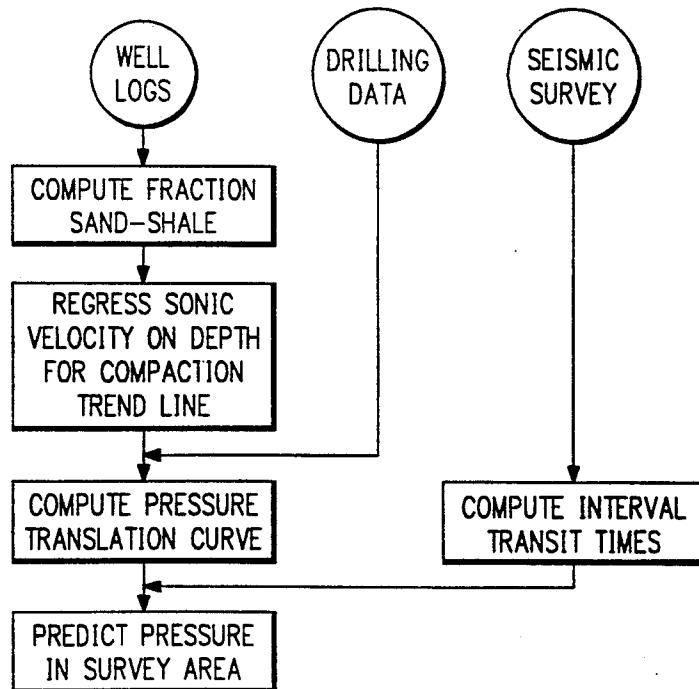 WELL
LOGS
DRILLING
DATA
SEISMIC
SURVEY
COMPUTE FRACTION
SAND-SHALE
REGRESS SONIC
VELOCITY ON DEPTH
FOR COMPACTION
TREND LINE
COMPUTE PRESSURE
TRANSLATION CURVE
COMPUTE INTERVAL
TRANSIT TIMES
PREDICT PRESSURE
IN SURVEY AREA